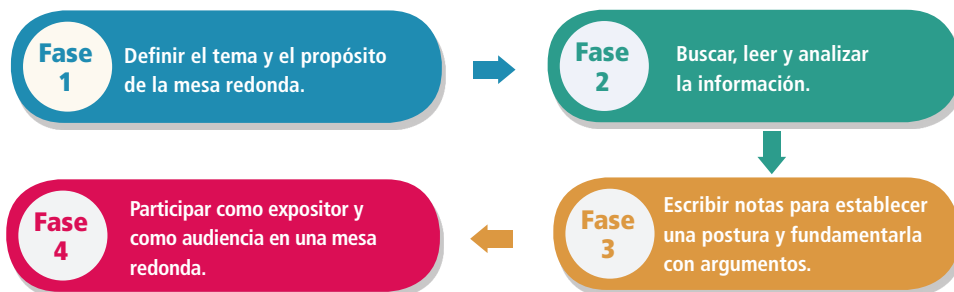 Fase
1
Definir el tema y el propósito
de la mesa redonda.
Fase
2
Buscar, leer y analizar
la información.
Fase
3
Escribir notas para establecer
una postura y fundamentarla
con argumentos.
Fase
4
Participar como expositor y
como audiencia en una mesa
redonda.